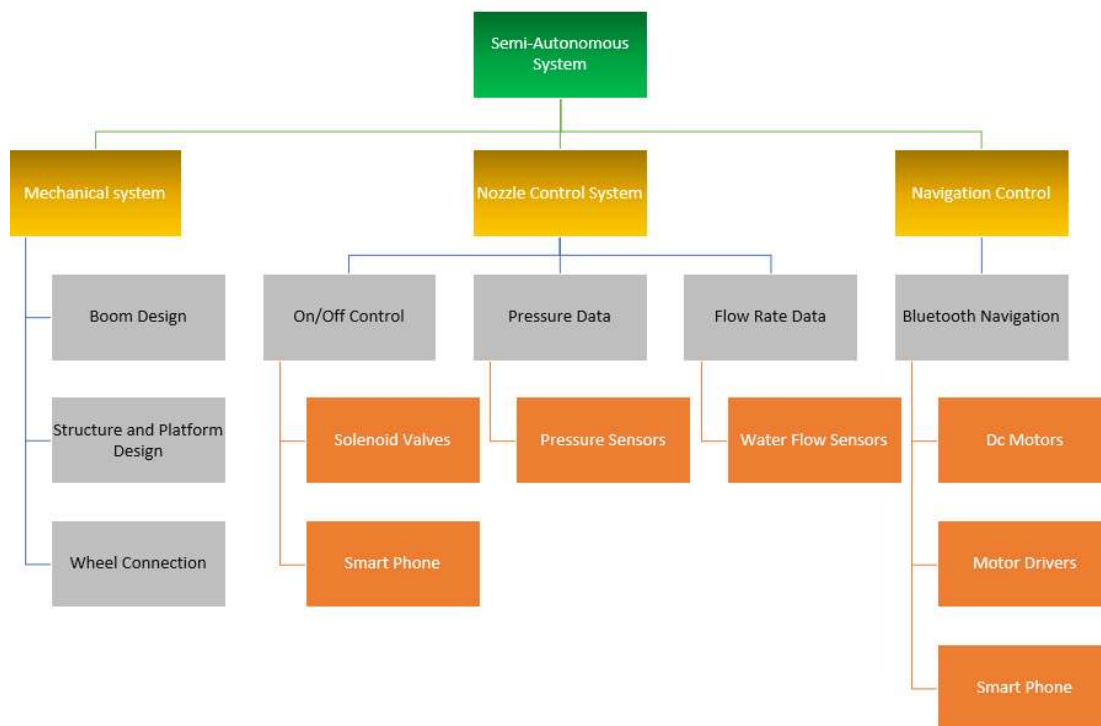 Semi-Autonomous
System
Mechanical system
Nozzle Control System
Navigation Control
Boom Design
On/Off Control
Pressure Data
Flow Rate Data
Bluetooth Navigation
Structure and Platform
Design
Solenoid Valves
Pressure Sensors
Water Flow Sensors
Dc Motors
Wheel Connection
Smart Phone
Motor Drivers
Smart Phone